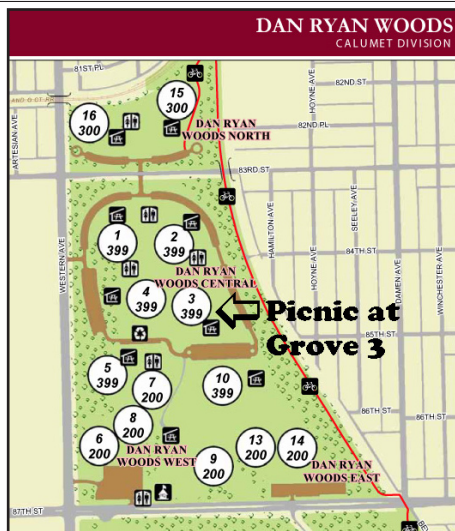 DAN RYAN WOODS
CALUMET DIVISION
81ST PL
82ND ST
HOYNE AVE
ARTESIAN AVE
15
300
16
300
DAN RYAN
WOODS NORTH
82ND PL
83RD ST
HAMILTON AVE
SEELEY AVE
WESTERN AVE
1
399
2
399
84TH ST
HOYNE AVE
DAMEN AVE
WINCHESTER AVE
DAN RYAN
WOODS CENTRAL
4
399
3
399
Picnic at
Grove 3
85TH ST
5
399
7
200
10
399
86TH ST
86TH ST
8
200
6
200
DAN RYAN
WOODS WEST
9
200
13
200
14
200
DAN RYAN
WOODS EAST
87TH ST